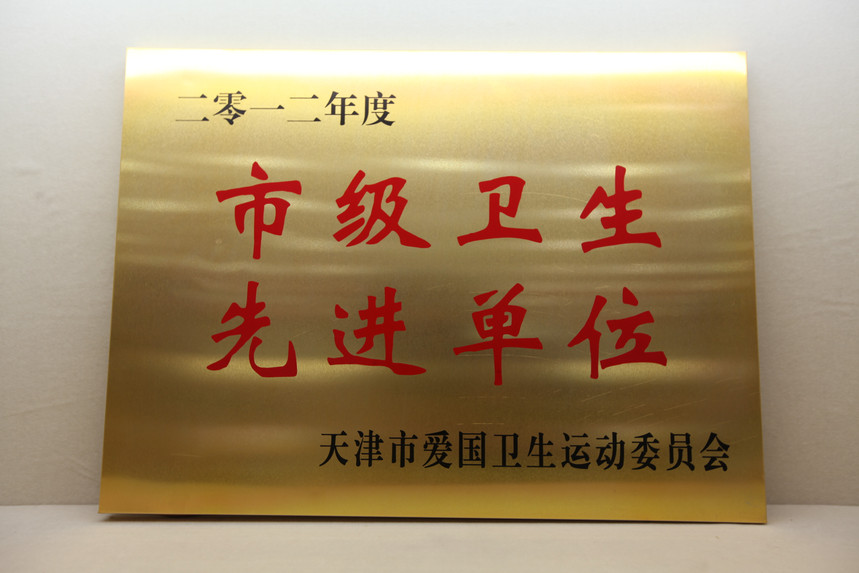 二零一二年度
市级卫生
先进单位
天津市爱国卫生运动委员会